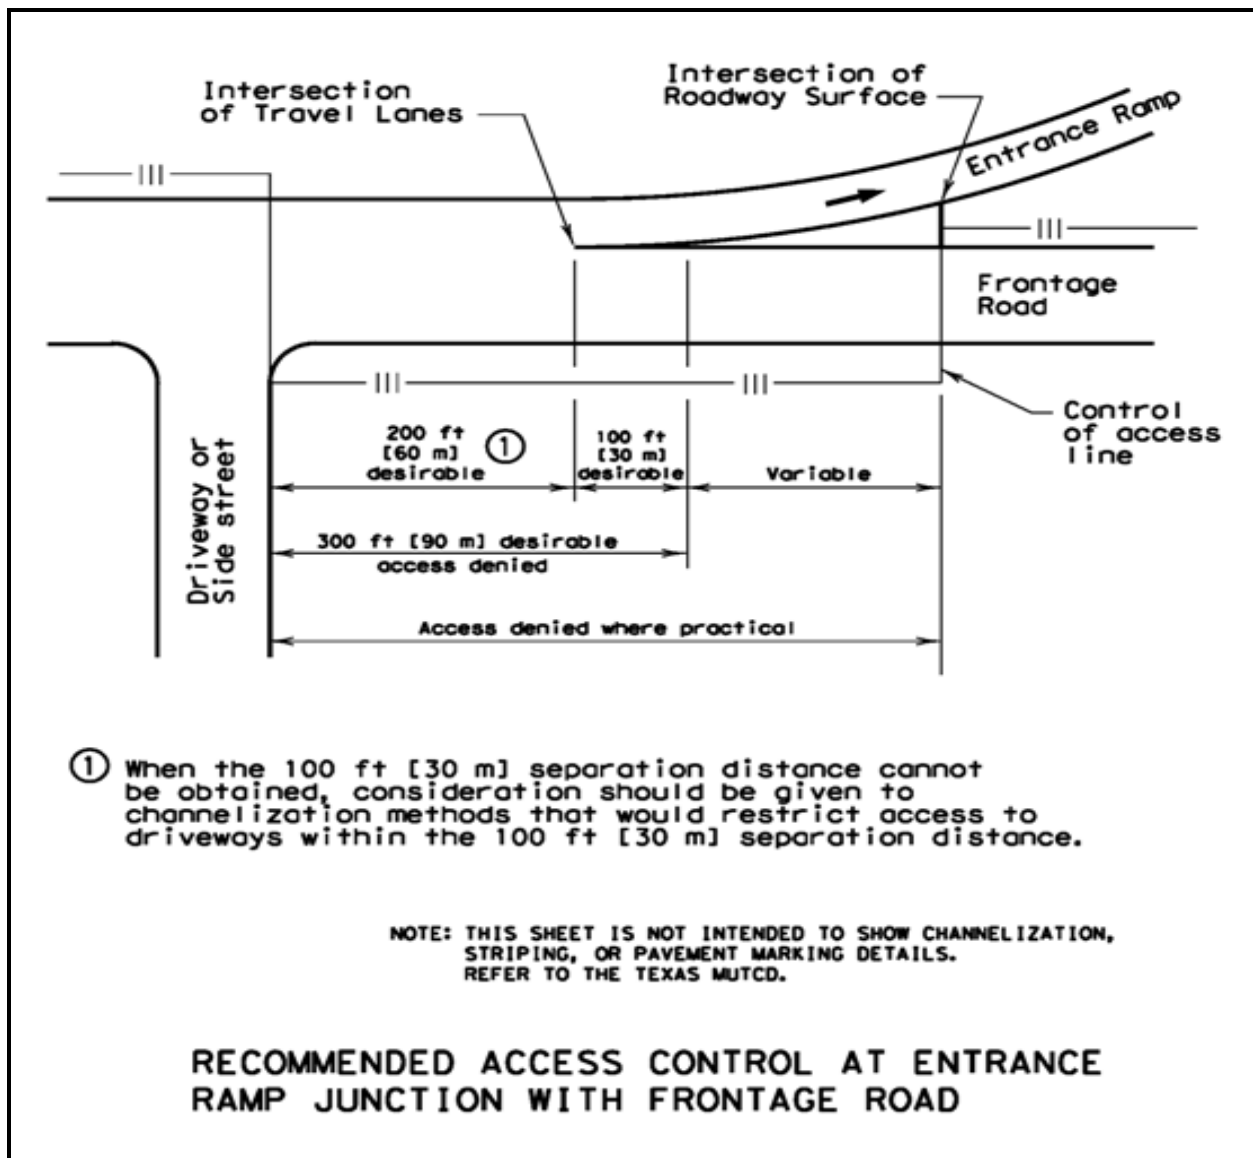 Intersection
of Travel Lanes
Intersection of
Roadway Surface
Entrance Ramp
Frontage
Road
Control
of access
line
Driveway or
Side street
200 ft
[60 m]
desirable
①
100 ft
[30 m]
desirable
Variable
300 ft [90 m] desirable
access denied
Access denied where practical
① When the 100 ft [30 m] separation distance cannot
be obtained, consideration should be given to
channelization methods that would restrict access to
driveways within the 100 ft [30 m] separation distance.
NOTE: THIS SHEET IS NOT INTENDED TO SHOW CHANNELIZATION,
STRIPING, OR PAVEMENT MARKING DETAILS.
REFER TO THE TEXAS MUTCD.
RECOMMENDED ACCESS CONTROL AT ENTRANCE
RAMP JUNCTION WITH FRONTAGE ROAD